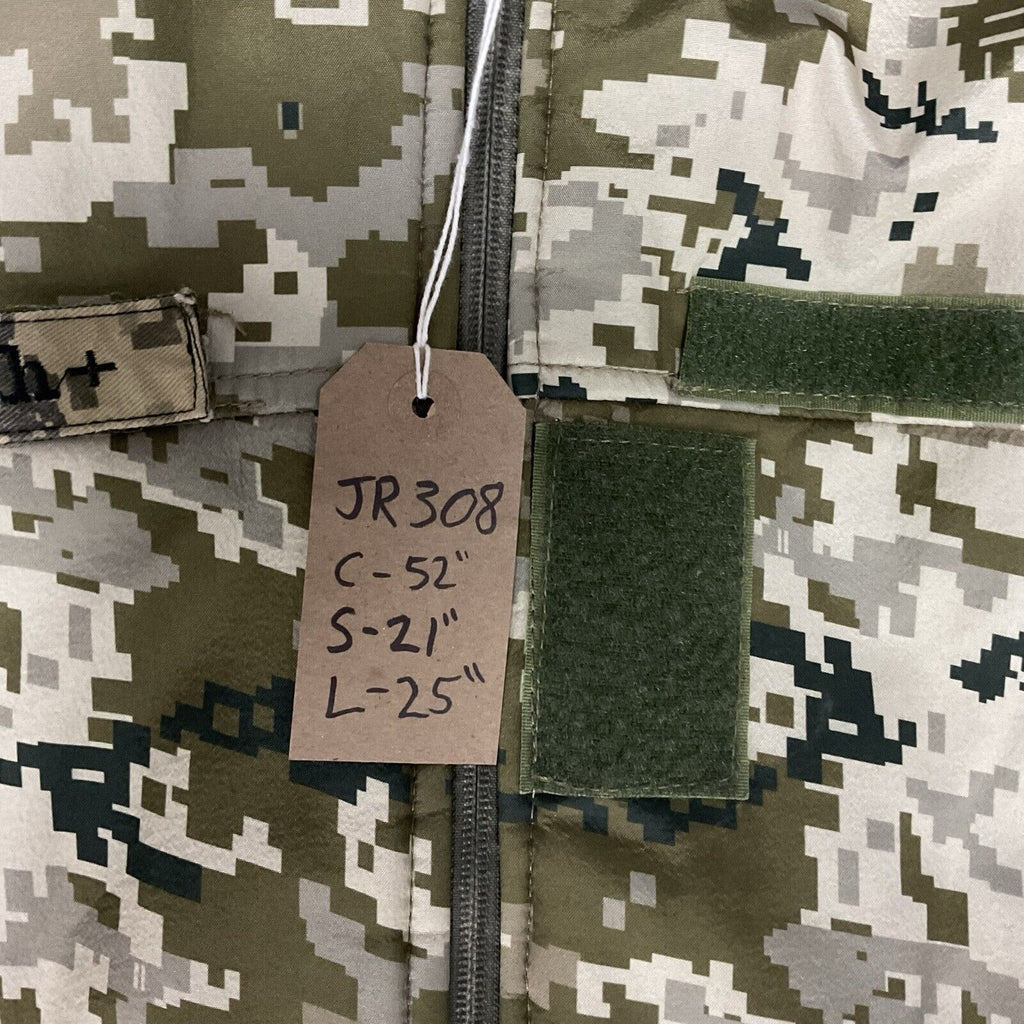 h+
JR308
C-52"
S-21"
L-25"